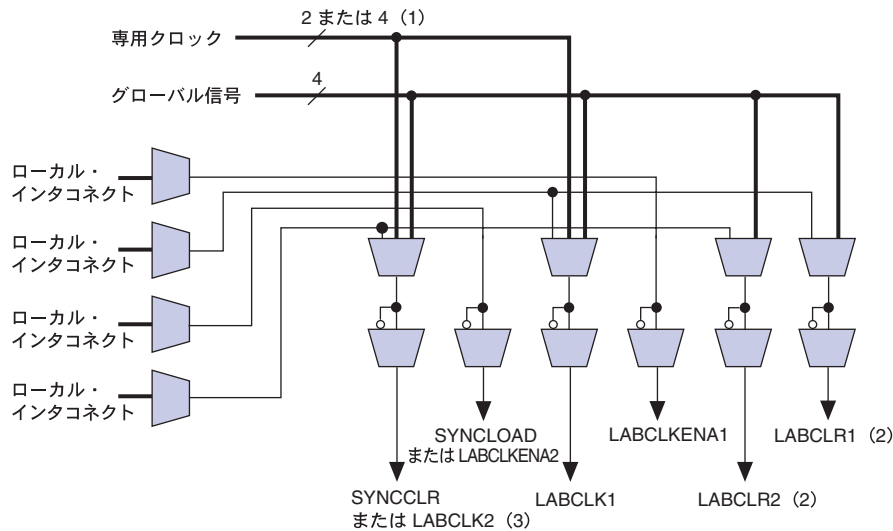 2 または 4 (1)
専用クロック
4
グローバル信号
ローカル・
インタコネクト
ローカル・
インタコネクト
ローカル・
インタコネクト
ローカル・
インタコネクト
SYNCLOAD
または LABCLKENA2
LABCLKENA1
LABCLR1 (2)
SYNCCLR
または LABCLK2 (3)
LABCLK1
LABCLR2 (2)